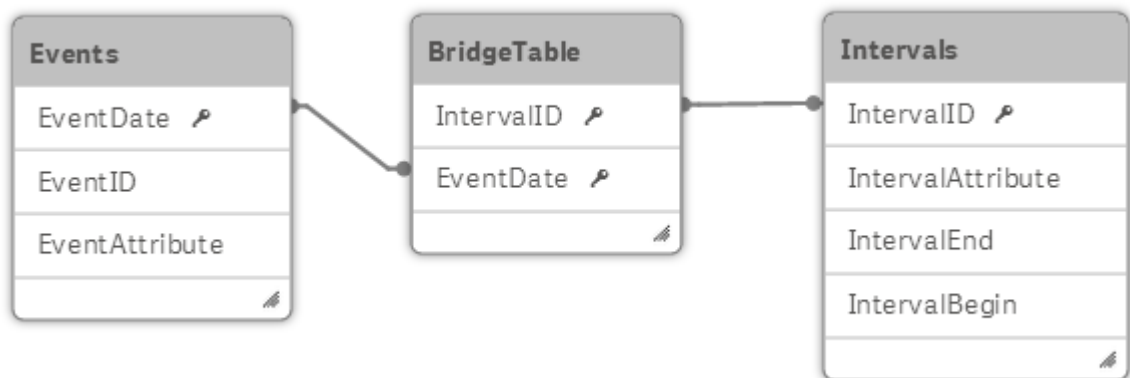 Events
EventDate
EventID
EventAttribute
BridgeTable
IntervalID
EventDate
Intervals
IntervalID
IntervalAttribute
IntervalEnd
IntervalBegin